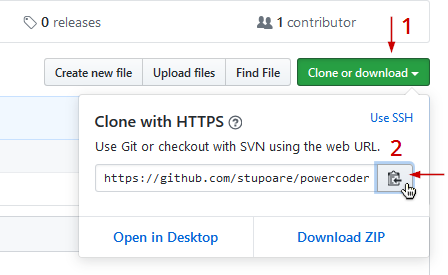 0 releases
1 contributor
1
Create new file
Upload files
Find File
Clone or download
Clone with HTTPS
Use SSH
Use Git or checkout with SVN using the web URL.
2
https://github.com/stupoare/powercoder
Open in Desktop
Download ZIP